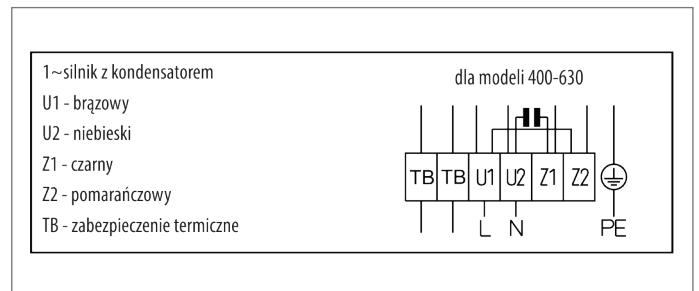 1~silnik z kondensatorem
U1 - brązowy
U2 - niebieski
Z1 - czarny
Z2 - pomarańczowy
TB - zabezpieczenie termiczne
dla modeli 400-630
TB TB U1 U2 Z1 Z2
L N PE